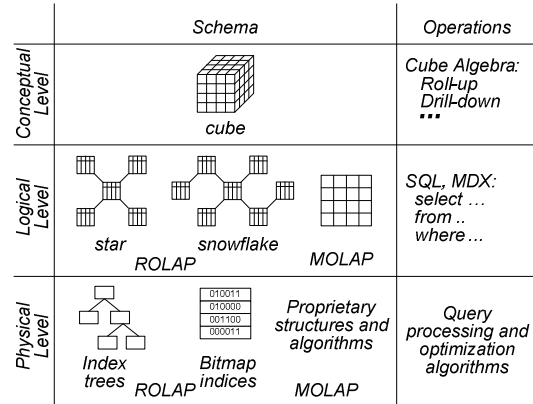 Schema
Operations
Conceptual
Level
cube
Cube Algebra:
Roll-up
Drill-down
...
Logical
Level
star
snowflake
ROLAP
MOLAP
SQL, MDX:
select ...
from ..
where ...
Physical
Level
010011
010000
001100
000011
Index
trees
Bitmap
indices
Proprietary
structures and
algorithms
ROLAP
MOLAP
Query
processing and
optimization
algorithms